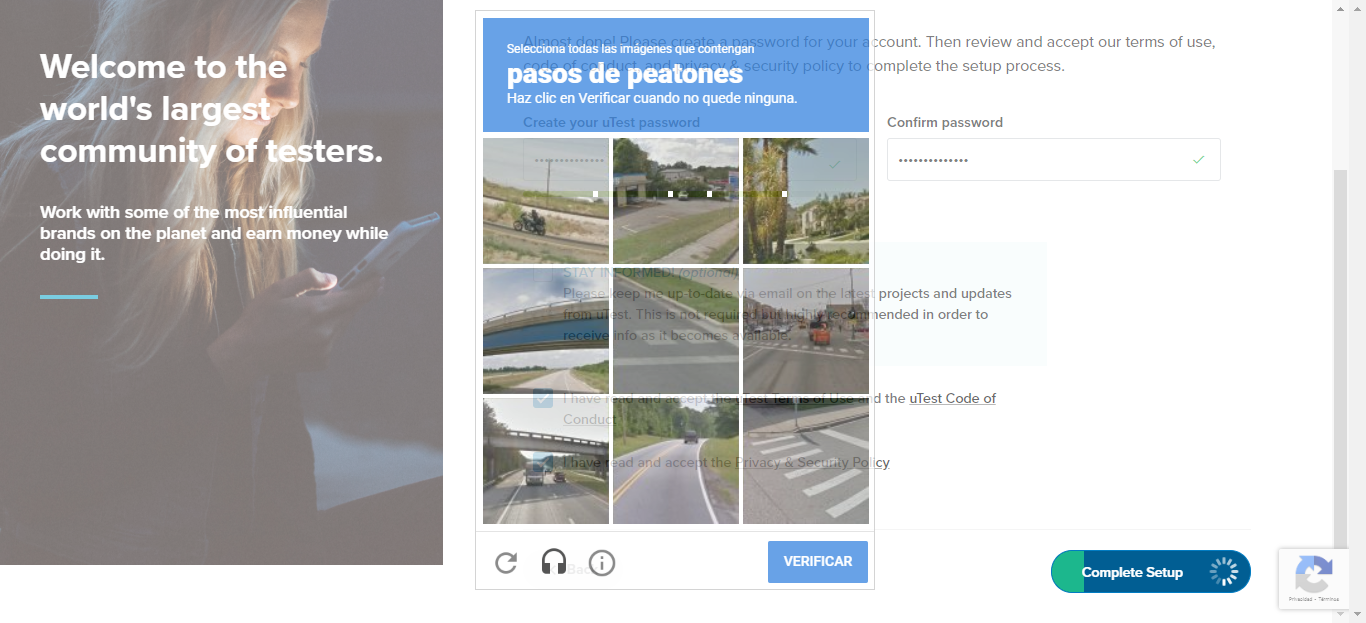 Welcome to the
world's largest
community of testers.
Work with some of the most influential
brands on the planet and earn money while
doing it.
Almost done! Please create a password for your account. Then review and accept our terms of use,
code of conduct, and privacy & security policy to complete the setup process.
Selecciona todas las imágenes que contengan
pasos de peatones
Haz clic en Verificar cuando no quede ninguna.
Create your uTest password
Confirm password
STAY INFORMED! (optional)
Please keep me up-to-date via email on the latest projects and updates
from uTest. This is not required but highly recommended in order to
receive info as it becomes available.
I have read and accept the uTest Terms of Use and the uTest Code of
Conduct
I have read and accept the Privacy & Security Policy
Back
VERIFICAR
Complete Setup
Privacidad - Términos